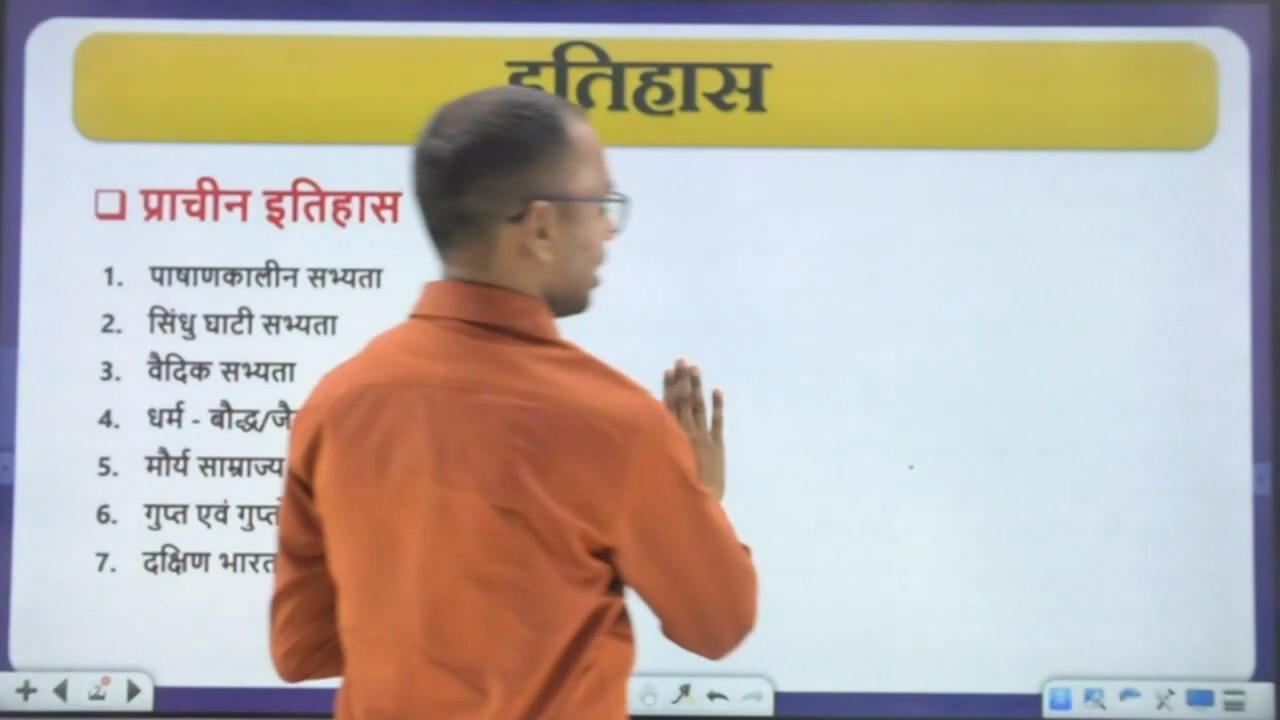 इतिहास
❑ प्राचीन इतिहास
1. पाषाणकालीन सभ्यता
2. सिंधु घाटी सभ्यता
3. वैदिक सभ्यता
4. धर्म - बौद्ध/
5. मौर्य साम्राज्य
6. गुप्त एवं
7. दक्षिण
2